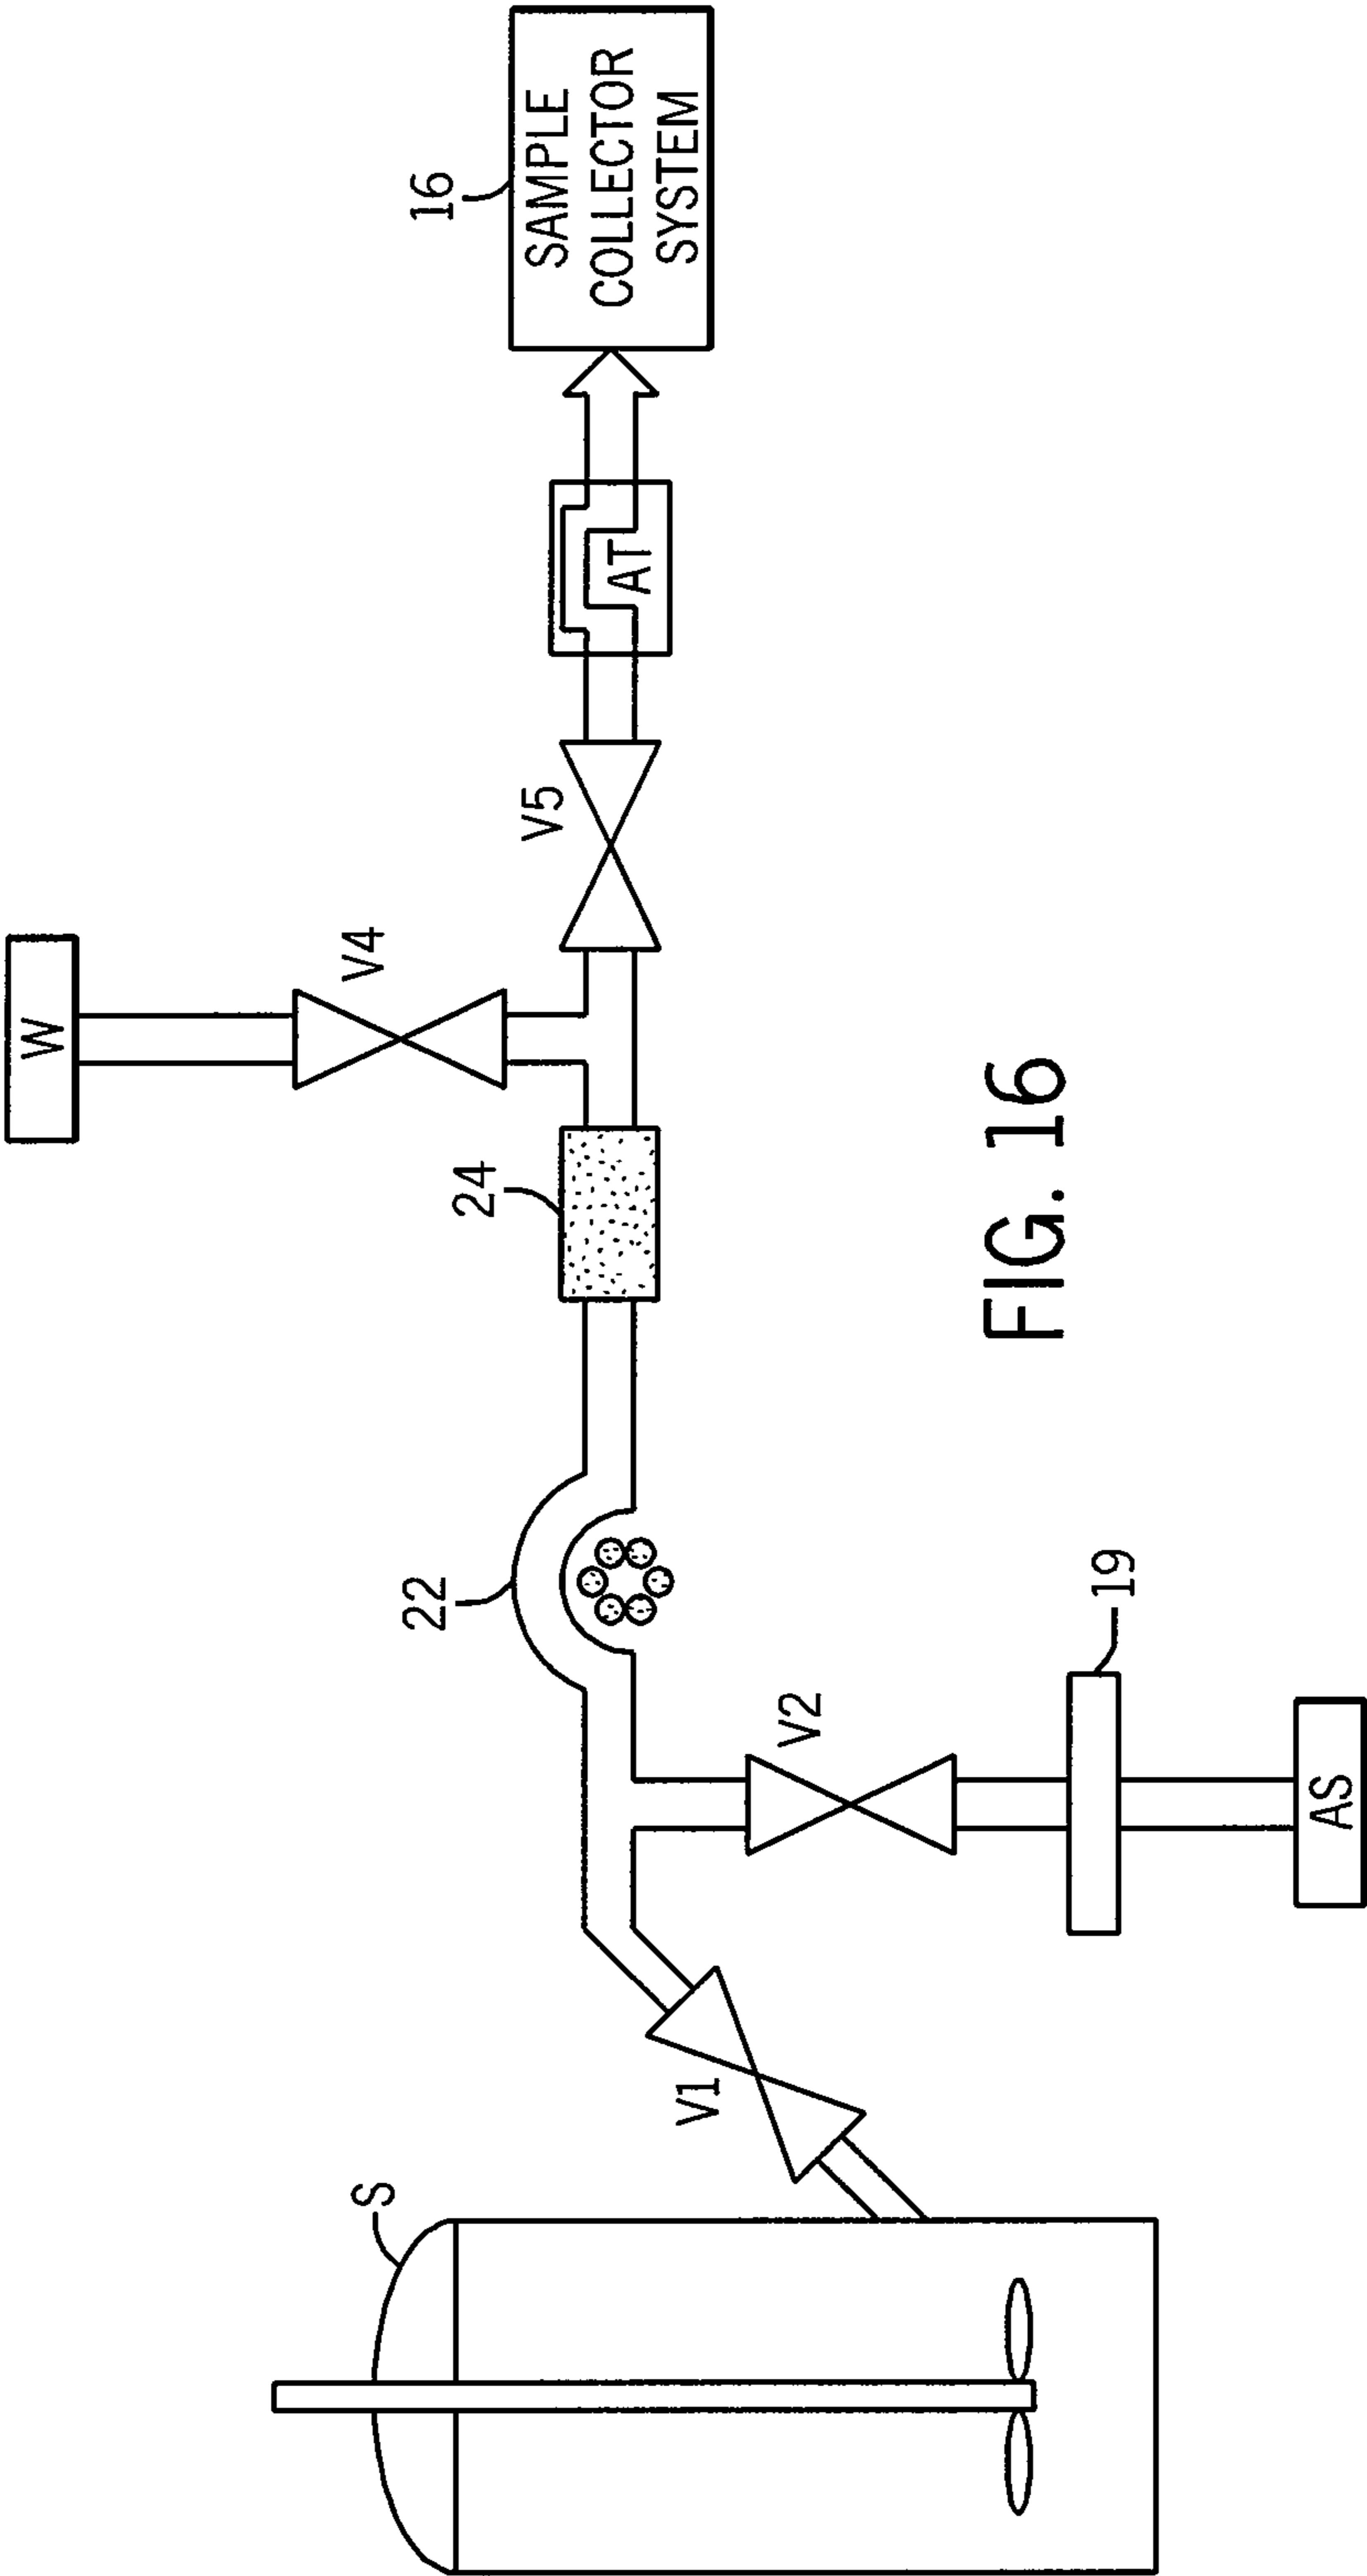 S
V1
V2
19
AS
22
24
W
V4
V5
AT
16
SAMPLE
COLLECTOR
SYSTEM
FIG. 16